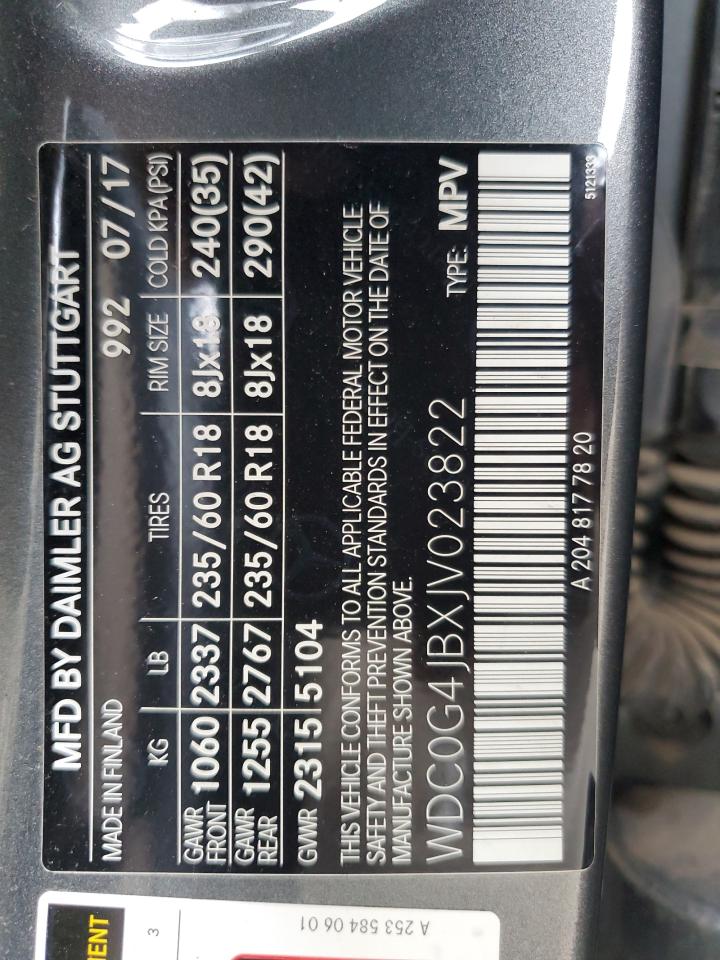 MFD BY DAIMLER AG STUTTGART
MADE IN FINLAND 992 07/17
KG LB TIRES RIM SIZE COLD KPA(PSI)
GAWR FRONT 1060 2337 235/60 R18 8Jx18 240(35)
GAWR REAR 1255 2767 235/60 R18 8Jx18 290(42)
GVWR 2315 5104
THIS VEHICLE CONFORMS TO ALL APPLICABLE FEDERAL MOTOR VEHICLE
SAFETY AND THEFT PREVENTION STANDARDS IN EFFECT ON THE DATE OF
MANUFACTURE SHOWN ABOVE.
WDC0G4JBXJV023822 TYPE: MPV
A 204 817 78 20
5121333
3
A 253 584 06 01